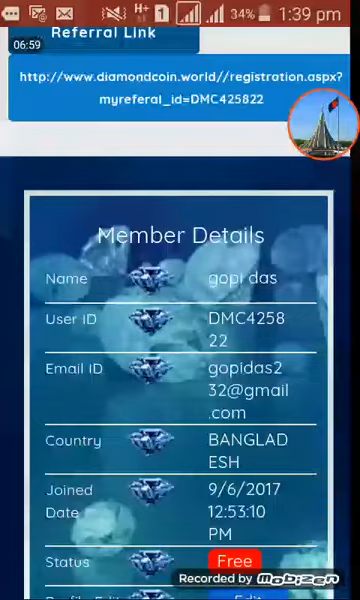 34% 1:39 pm
Referral Link
06:59
http://www.diamondcoin.world//registration.aspx?
myreferal_id=DMC425822
Member Details
Name gopi das
User ID DMC4258
22
Email ID gopidas2
32@gmail
.com
Country BANGLAD
ESH
Joined 9/6/2017
Date 12:53:10
PM
Status Free
Recorded by Mobizen